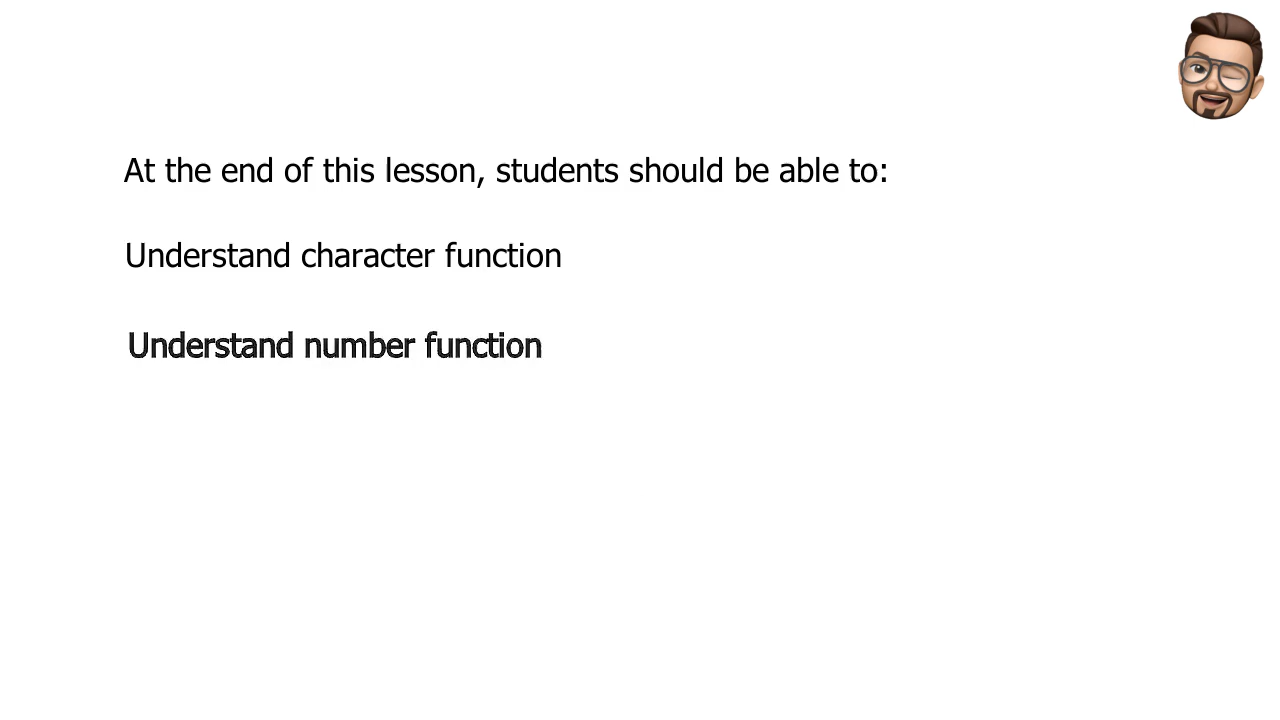 At the end of this lesson, students should be able to:
Understand character function
Understand number function